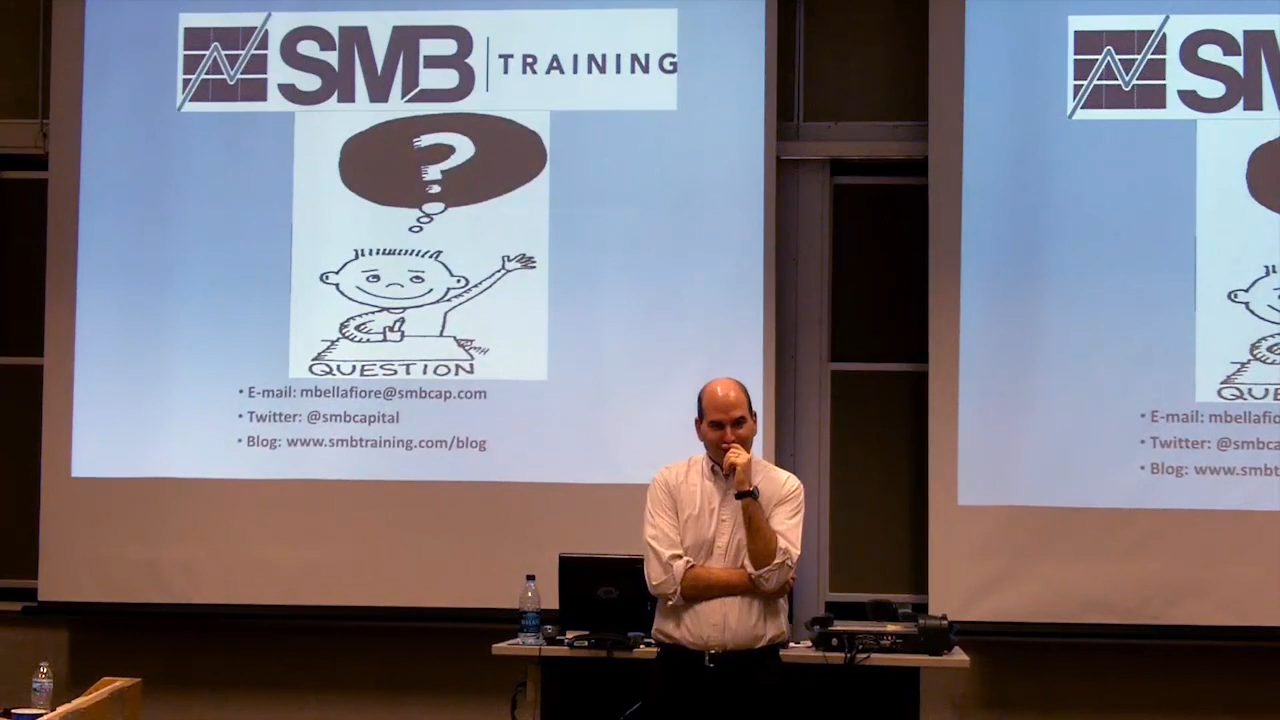 SMB TRAINING
?
QUESTION
• E-mail: mbellafiore@smbcap.com
• Twitter: @smbcapital
• Blog: www.smbtraining.com/blog
SM
QUE
• E-mail: mbellafio
• Twitter: @smbca
• Blog: www.smbt